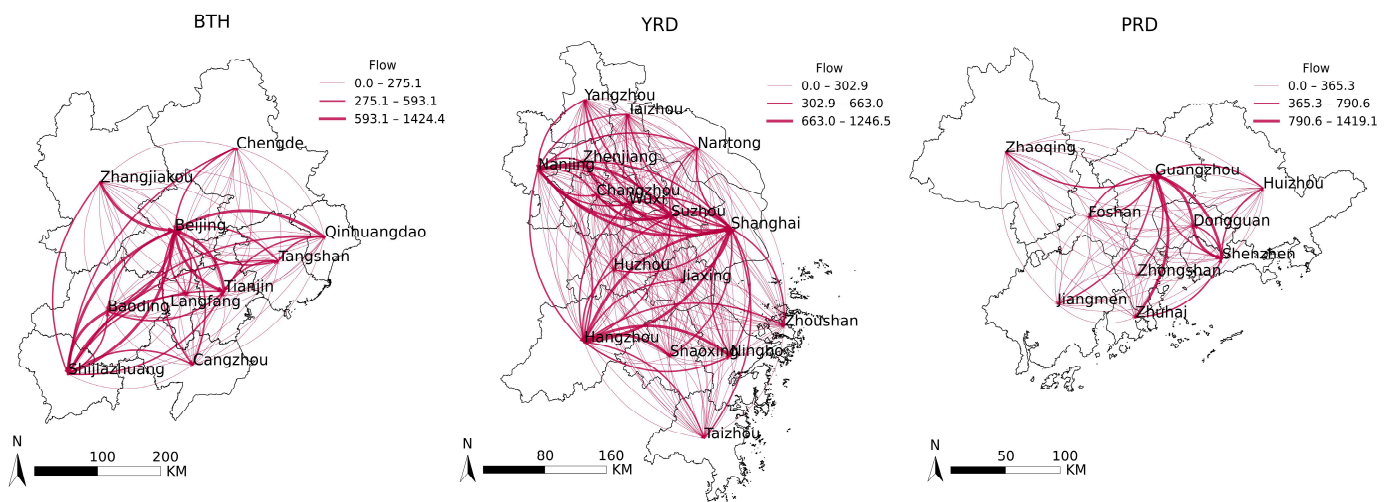 BTH
Flow
0.0 – 275.1
275.1 – 593.1
593.1 – 1424.4
Chengde
Zhangjiakou
Beijing
Qinhuangdao
Tangshan
Tianjin
Langfang
Baoding
Cangzhou
Shijiazhuang
N
100 200
KM
YRD
Flow
0.0 – 302.9
302.9 663.0
663.0 – 1246.5
Yangzhou
Taizhou
Nantong
Zhenjiang
Nanjing
Changzhou
Wuxi
Suzhou
Shanghai
Huzhou
Jiaxing
Zhoushan
Hangzhou
Shaoxing
Ningbo
Taizhou
N
80 160
KM
PRD
Flow
0.0 – 365.3
365.3 790.6
790.6 – 1419.1
Zhaoqing
Guangzhou
Huizhou
Foshan
Dongguan
Shenzhen
Zhongshan
Jiangmen
Zhuhai
N
50 100
KM